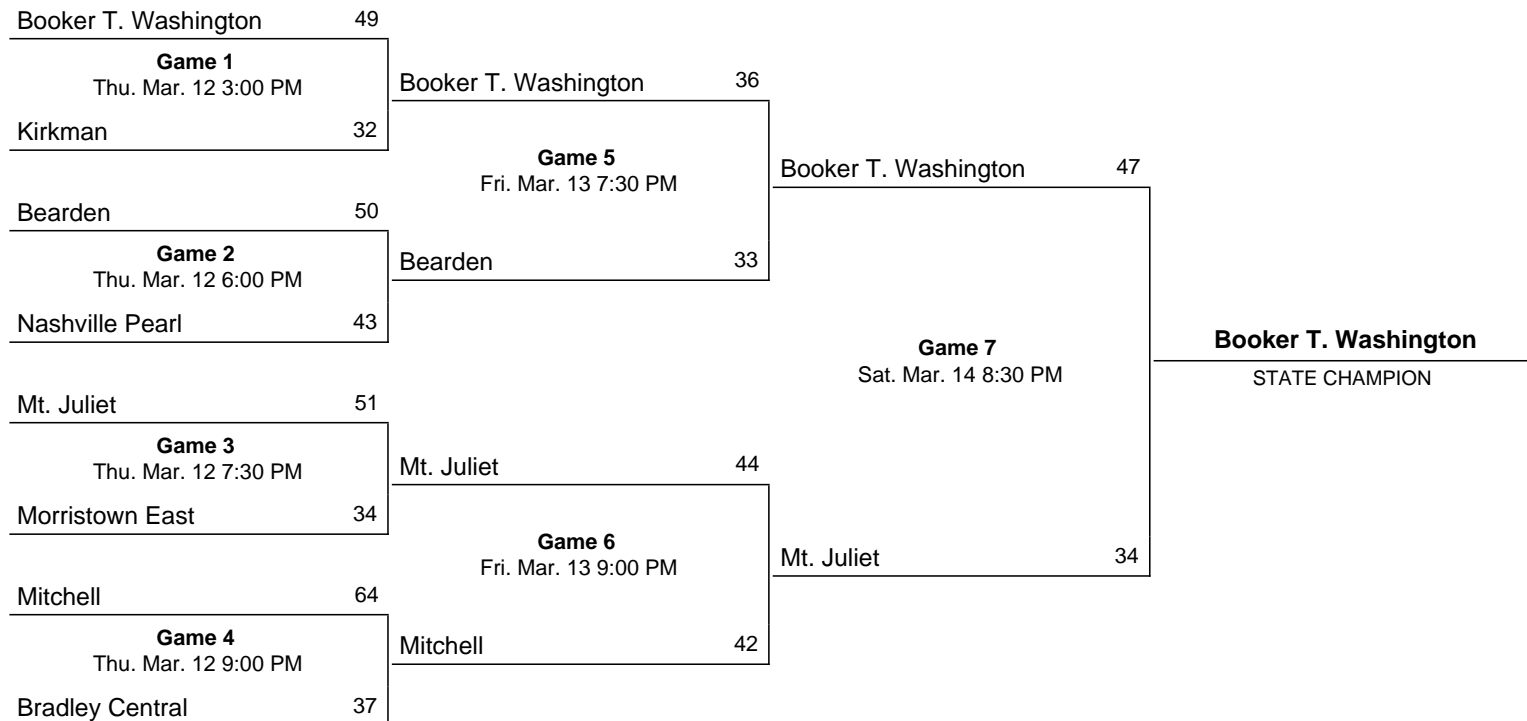 Booker T. Washington 49
Game 1
Thu. Mar. 12 3:00 PM
Kirkman 32
Bearden 50
Game 2
Thu. Mar. 12 6:00 PM
Nashville Pearl 43
Mt. Juliet 51
Game 3
Thu. Mar. 12 7:30 PM
Morristown East 34
Mitchell 64
Game 4
Thu. Mar. 12 9:00 PM
Bradley Central 37
Booker T. Washington 36
Game 5
Fri. Mar. 13 7:30 PM
Bearden 33
Mt. Juliet 44
Game 6
Fri. Mar. 13 9:00 PM
Mitchell 42
Booker T. Washington 47
Game 7
Sat. Mar. 14 8:30 PM
Mt. Juliet 34
Booker T. Washington
STATE CHAMPION